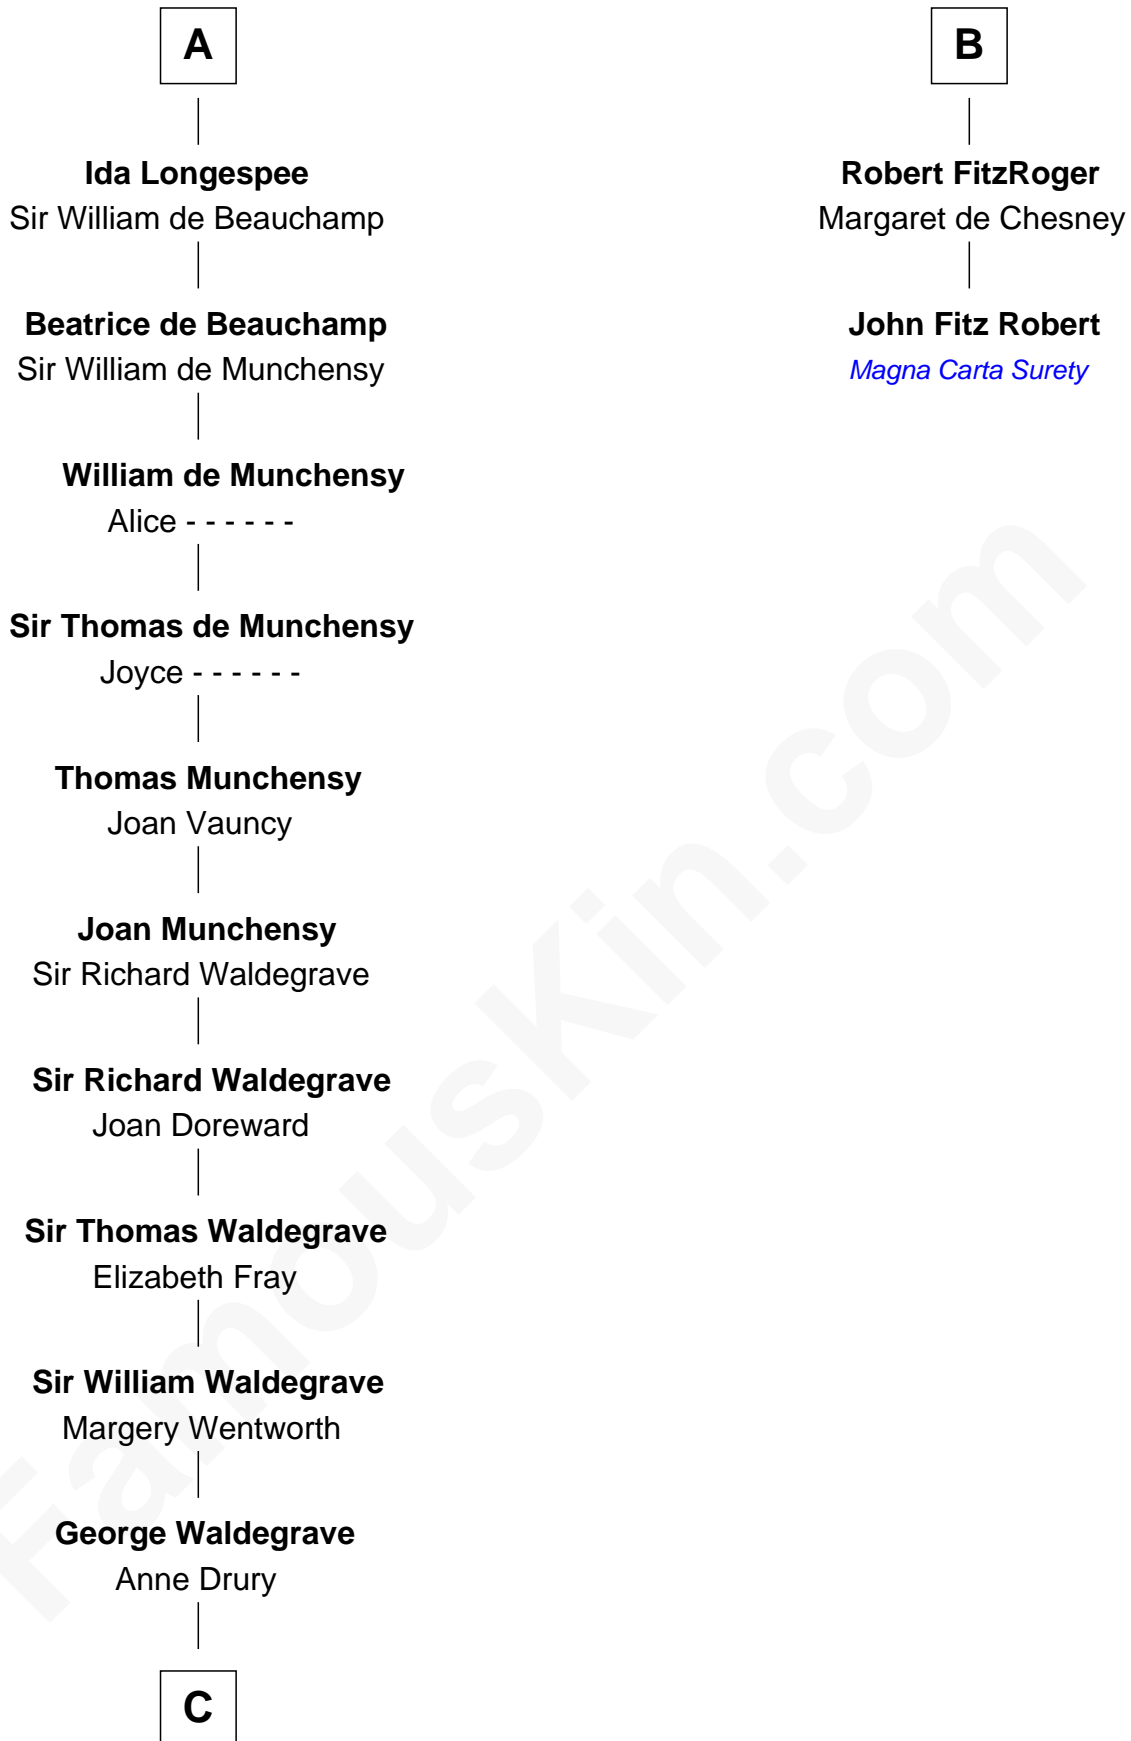 A
Ida Longespee
Sir William de Beauchamp
Beatrice de Beauchamp
Sir William de Munchensy
William de Munchensy
Alice - - - - - -
Sir Thomas de Munchensy
Joyce - - - - - -
Thomas Munchensy
Joan Vauncy
Joan Munchensy
Sir Richard Waldegrave
Sir Richard Waldegrave
Joan Doreward
Sir Thomas Waldegrave
Elizabeth Fray
Sir William Waldegrave
Margery Wentworth
George Waldegrave
Anne Drury
C
B
Robert FitzRoger
Margaret de Chesney
John Fitz Robert
Magna Carta Surety
FamousKin.com